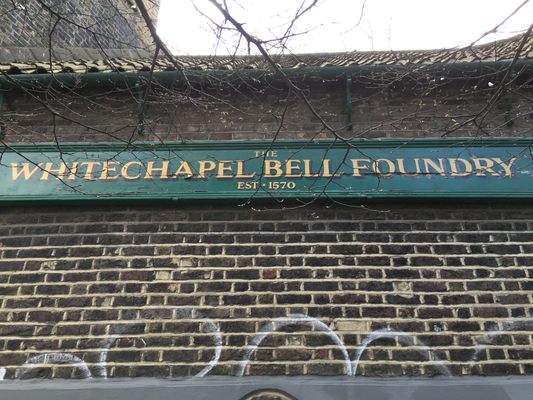 THE
WHITECHAPEL BELL FOUNDRY
EST·1570